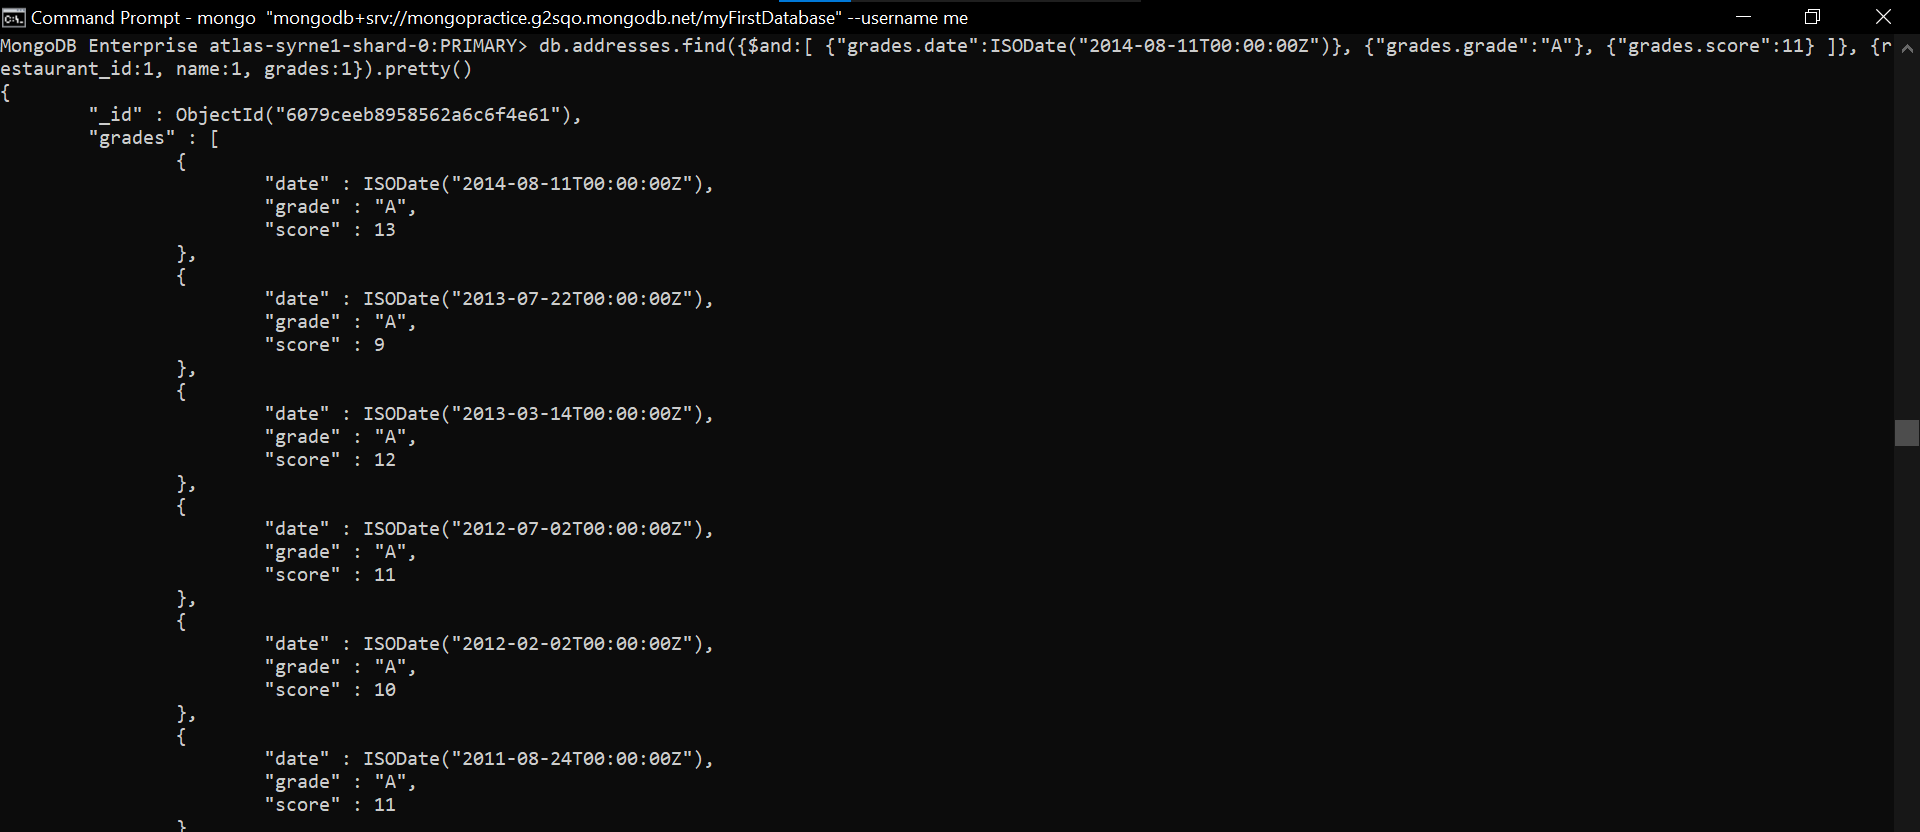 Command Prompt - mongo "mongodb+srv://mongopractice.g2sqo.mongodb.net/myFirstDatabase" --username me
MongoDB Enterprise atlas-syrne1-shard-0:PRIMARY> db.addresses.find({$and:[ {"grades.date":ISODate("2014-08-11T00:00:00Z")}, {"grades.grade":"A"}, {"grades.score":11} ]}, {r
estaurant_id:1, name:1, grades:1}).pretty()
{
"_id" : ObjectId("6079ceeb8958562a6c6f4e61"),
"grades" : [
{
"date" : ISODate("2014-08-11T00:00:00Z"),
"grade" : "A",
"score" : 13
},
{
"date" : ISODate("2013-07-22T00:00:00Z"),
"grade" : "A",
"score" : 9
},
{
"date" : ISODate("2013-03-14T00:00:00Z"),
"grade" : "A",
"score" : 12
},
{
"date" : ISODate("2012-07-02T00:00:00Z"),
"grade" : "A",
"score" : 11
},
{
"date" : ISODate("2012-02-02T00:00:00Z"),
"grade" : "A",
"score" : 10
},
{
"date" : ISODate("2011-08-24T00:00:00Z"),
"grade" : "A",
"score" : 11
}